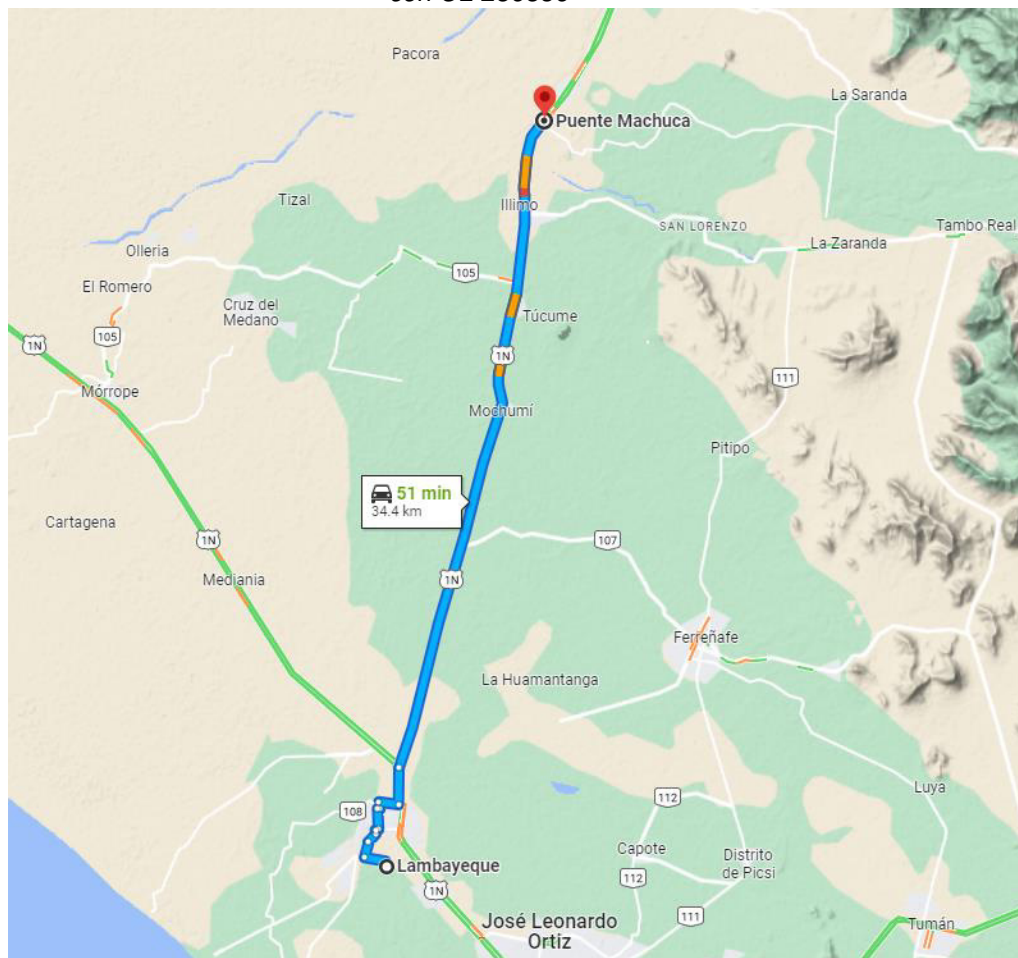 Pacora
La Saranda
Puente Machuca
Tizal
Illimo
SAN LORENZO
Tambo Real
La Zaranda
Olleria
El Romero
105
Cruz del
Medano
Túcume
105
1N
1N
111
Mórrope
Mochumí
Pitipo
51 min
34.4 km
Cartagena
1N
107
Mediania
1N
Ferreñafe
La Huamantanga
Luya
112
108
Capote
Distrito
de Picsi
Lambayeque
112
1N
111
José Leonardo
Ortiz
Tumán